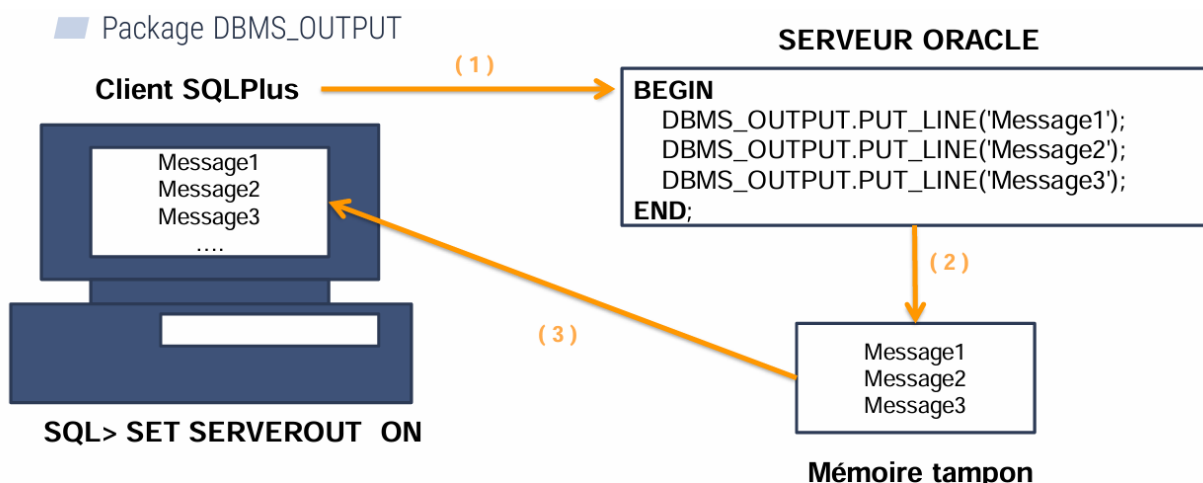 Package DBMS_OUTPUT
SERVEUR ORACLE
Client SQLPlus
( 1 )
BEGIN
DBMS_OUTPUT.PUT_LINE('Message1');
DBMS_OUTPUT.PUT_LINE('Message2');
DBMS_OUTPUT.PUT_LINE('Message3');
END;
Message1
Message2
Message3
....
( 2 )
( 3 )
Message1
Message2
Message3
SQL> SET SERVEROUT ON
Mémoire tampon